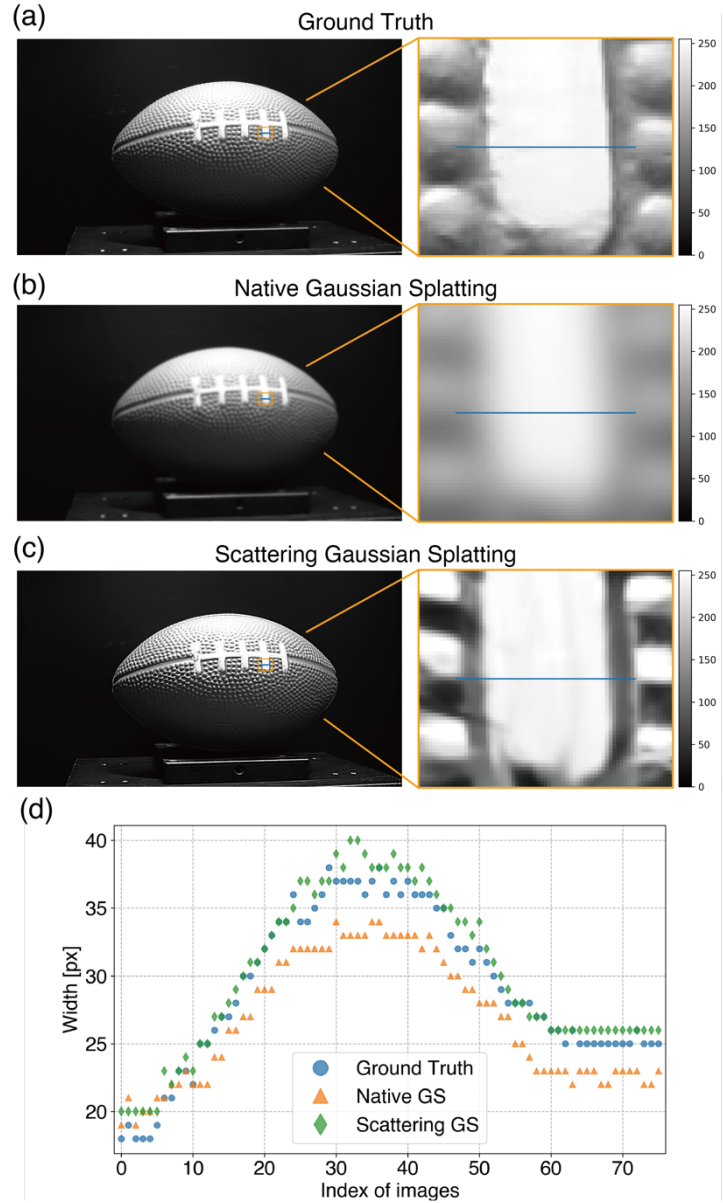 (a)
Ground Truth
250
200
150
100
50
0
(b)
Native Gaussian Splatting
250
200
150
100
50
0
(c)
Scattering Gaussian Splatting
250
200
150
100
50
0
(d)
40
35
30
25
20
Width [px]
Ground Truth
Native GS
Scattering GS
0 10 20 30 40 50 60 70
Index of images